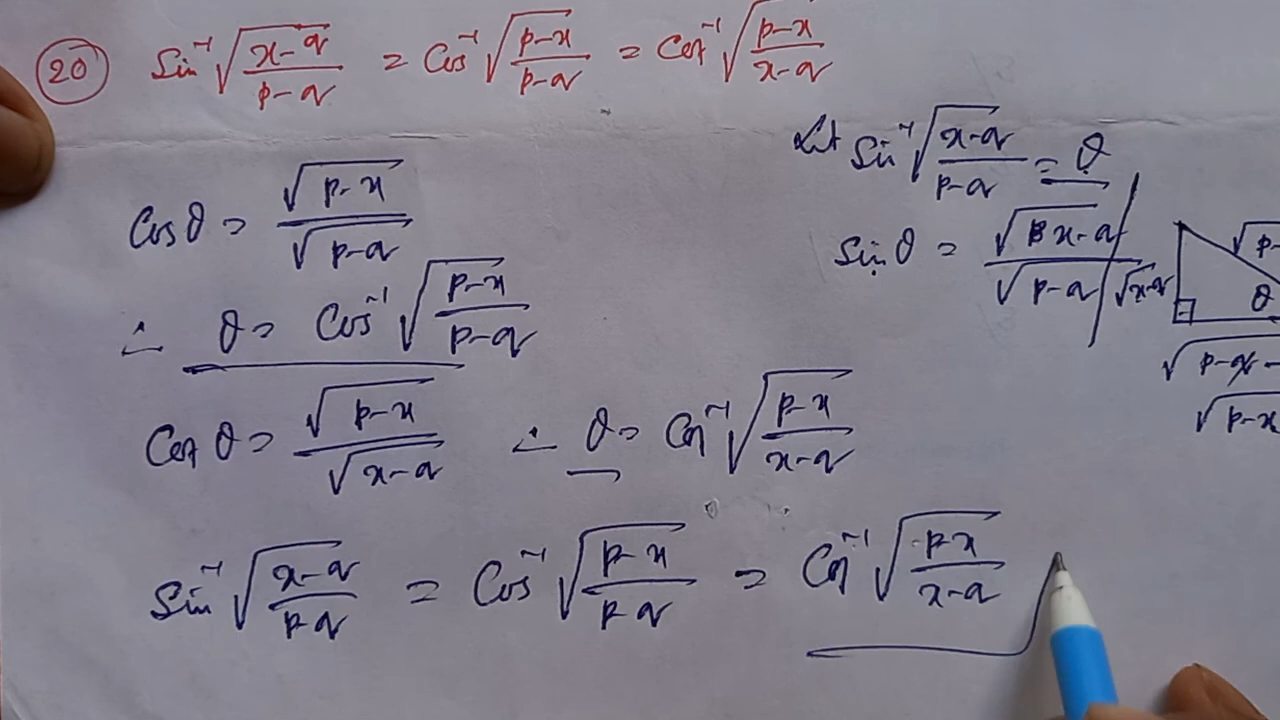 20 Sin⁻¹ √(x-q / p-q) = Cos⁻¹ √(p-x / p-q) = Cot⁻¹ √(p-x / x-q)
Let Sin⁻¹ √(x-q / p-q) = θ
Cos θ = √(p-x) / √(p-q)
Sin θ = √(x-q) / √(p-q)
√(x-q) θ √p-
∴ θ = Cos⁻¹ √(p-x / p-q)
√p-q-
√p-x
Cot θ = √(p-x) / √(x-q) ∴ θ = Cot⁻¹ √(p-x / x-q)
Sin⁻¹ √(x-q / p-q) = Cos⁻¹ √(p-x / p-q) = Cot⁻¹ √(p-x / x-q)